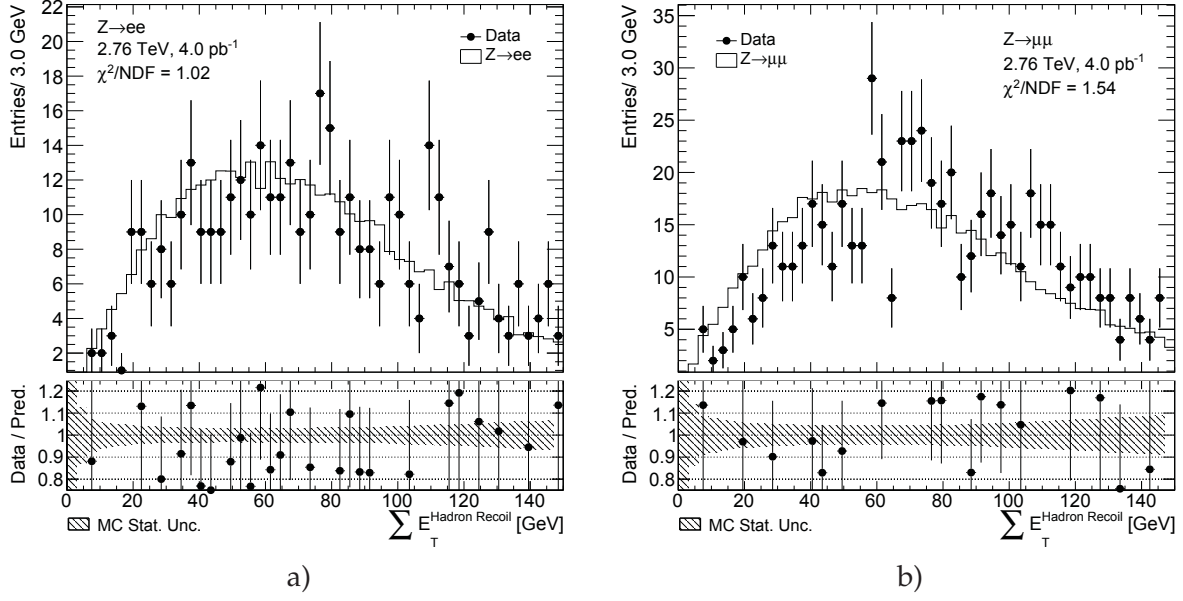 Entries/ 3.0 GeV
22
20
18
16
14
12
10
8
6
4
2
Z→ee
2.76 TeV, 4.0 pb⁻¹
χ²/NDF = 1.02
Data
Z→ee
Data / Pred.
1.2
1.1
1
0.9
0.8
0 20 40 60 80 100 120 140
MC Stat. Unc.
∑ E_T^Hadron Recoil [GeV]
a)
Entries/ 3.0 GeV
35
30
25
20
15
10
5
Data
Z→μμ
Z→μμ
2.76 TeV, 4.0 pb⁻¹
χ²/NDF = 1.54
Data / Pred.
1.2
1.1
1
0.9
0.8
0 20 40 60 80 100 120 140
MC Stat. Unc.
∑ E_T^Hadron Recoil [GeV]
b)